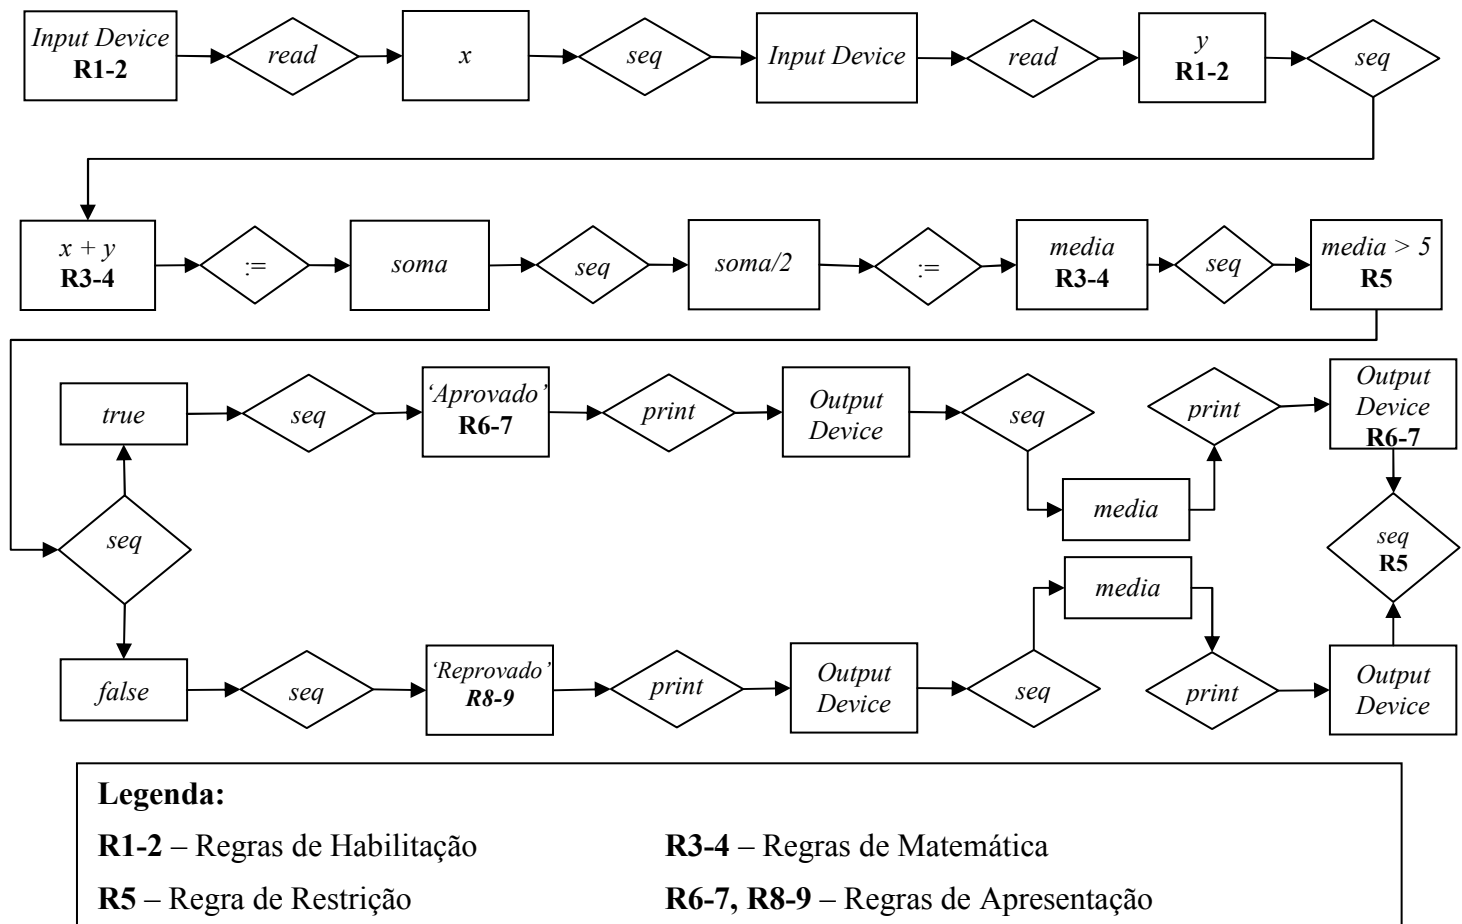 Input Device
R1-2
read
x
seq
Input Device
read
y
R1-2
seq
x + y
R3-4
:=
soma
seq
soma/2
:=
media
R3-4
seq
media > 5
R5
true
seq
‘Aprovado’
R6-7
print
Output
Device
seq
media
print
Output
Device
R6-7
seq
seq
R5
false
seq
‘Reprovado’
R8-9
print
Output
Device
seq
media
print
Output
Device
Legenda:
R1-2 – Regras de Habilitação
R3-4 – Regras de Matemática
R5 – Regra de Restrição
R6-7, R8-9 – Regras de Apresentação